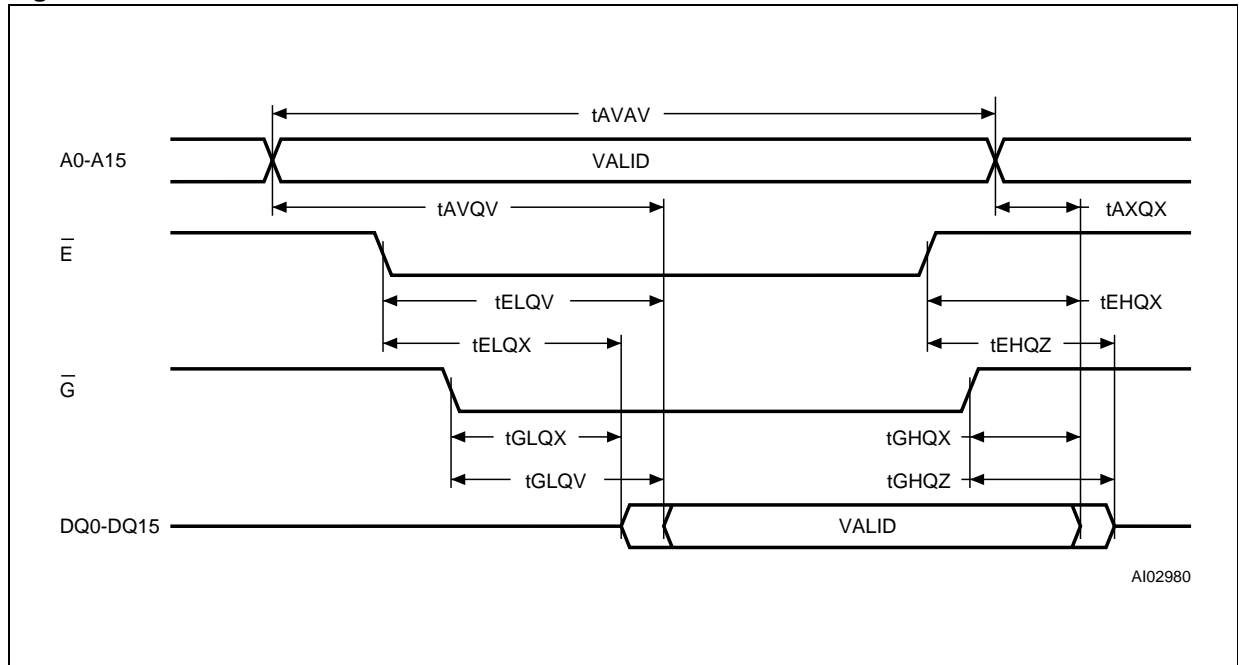 tAVAV
A0-A15
VALID
tAVQV
tAXQX
E̅
tELQV
tEHQX
tELQX
tEHQZ
G̅
tGLQX
tGHQX
tGLQV
tGHQZ
DQ0-DQ15
VALID
AI02980